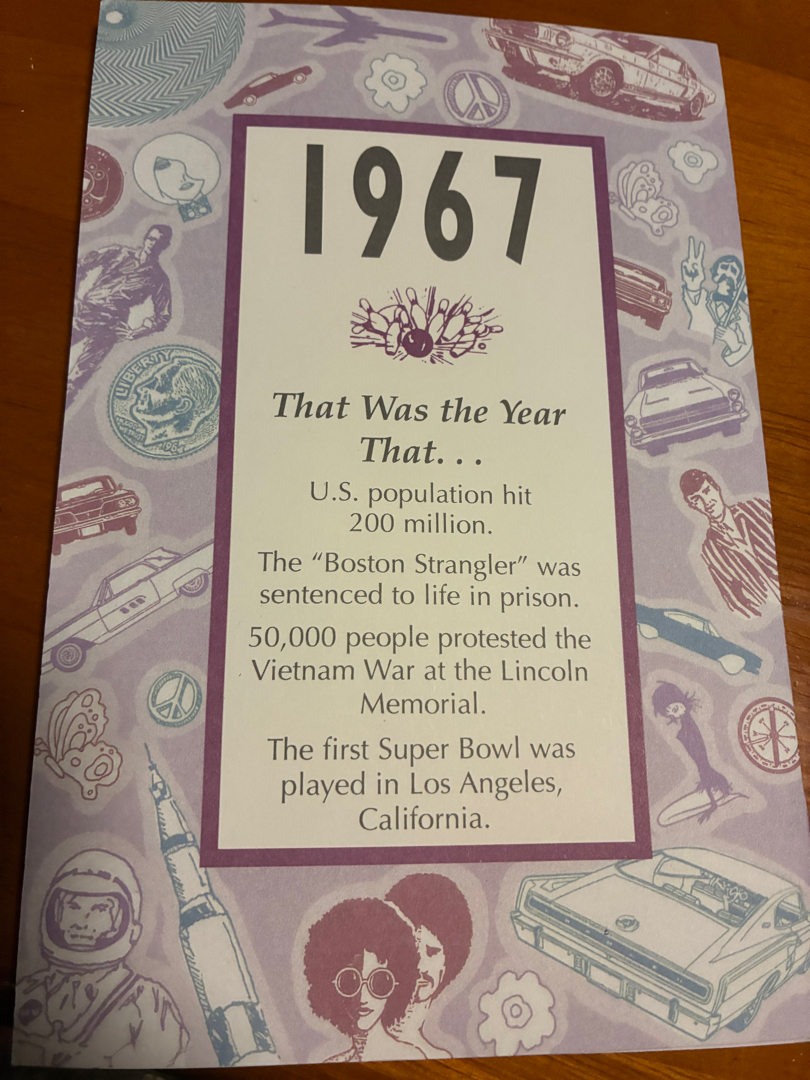 1967
That Was the Year
That. . .
U.S. population hit
200 million.
The “Boston Strangler” was
sentenced to life in prison.
50,000 people protested the
Vietnam War at the Lincoln
Memorial.
The first Super Bowl was
played in Los Angeles,
California.
LIBERTY
1967